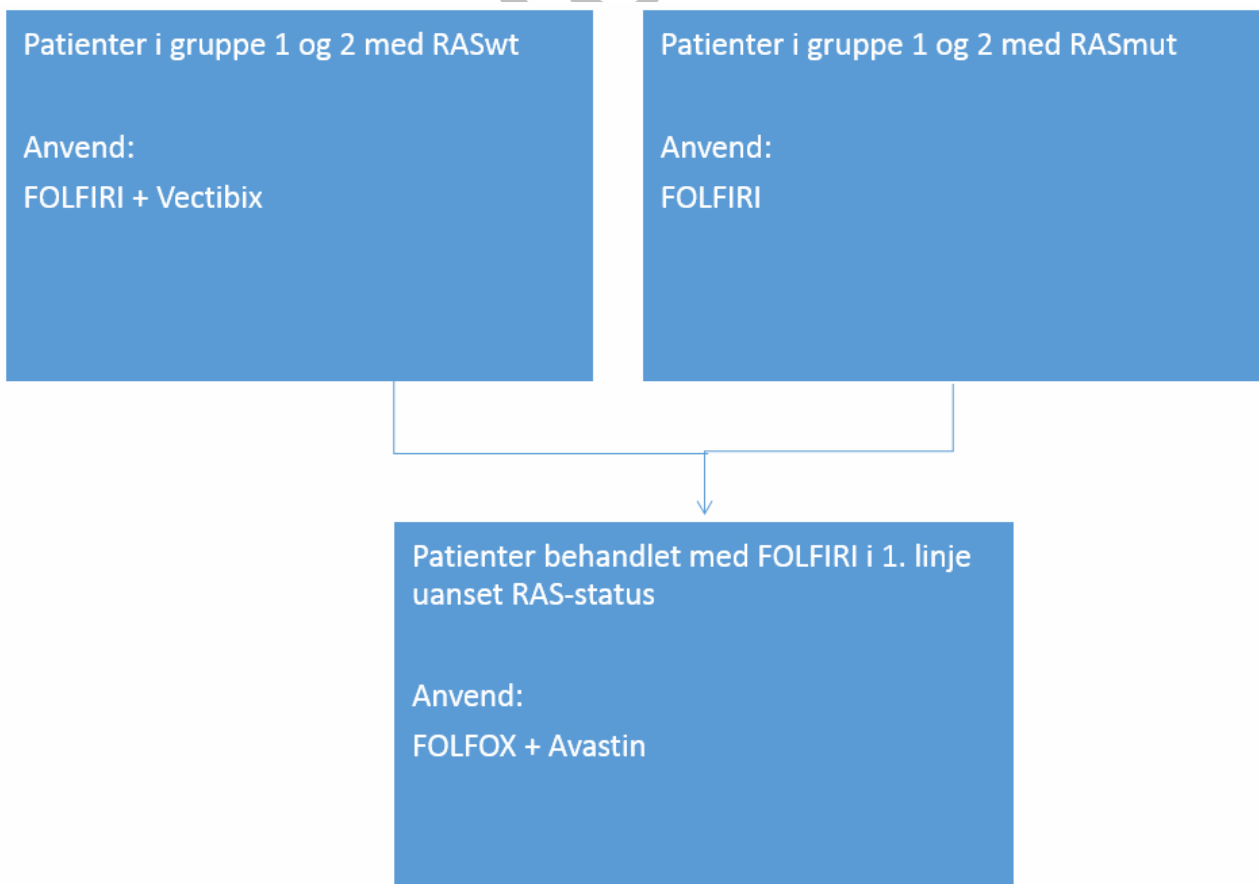 Patienter i gruppe 1 og 2 med RASwt
Anvend:
FOLFIRI + Vectibix
Patienter i gruppe 1 og 2 med RASmut
Anvend:
FOLFIRI
Patienter behandlet med FOLFIRI i 1. linje
uanset RAS-status
Anvend:
FOLFOX + Avastin